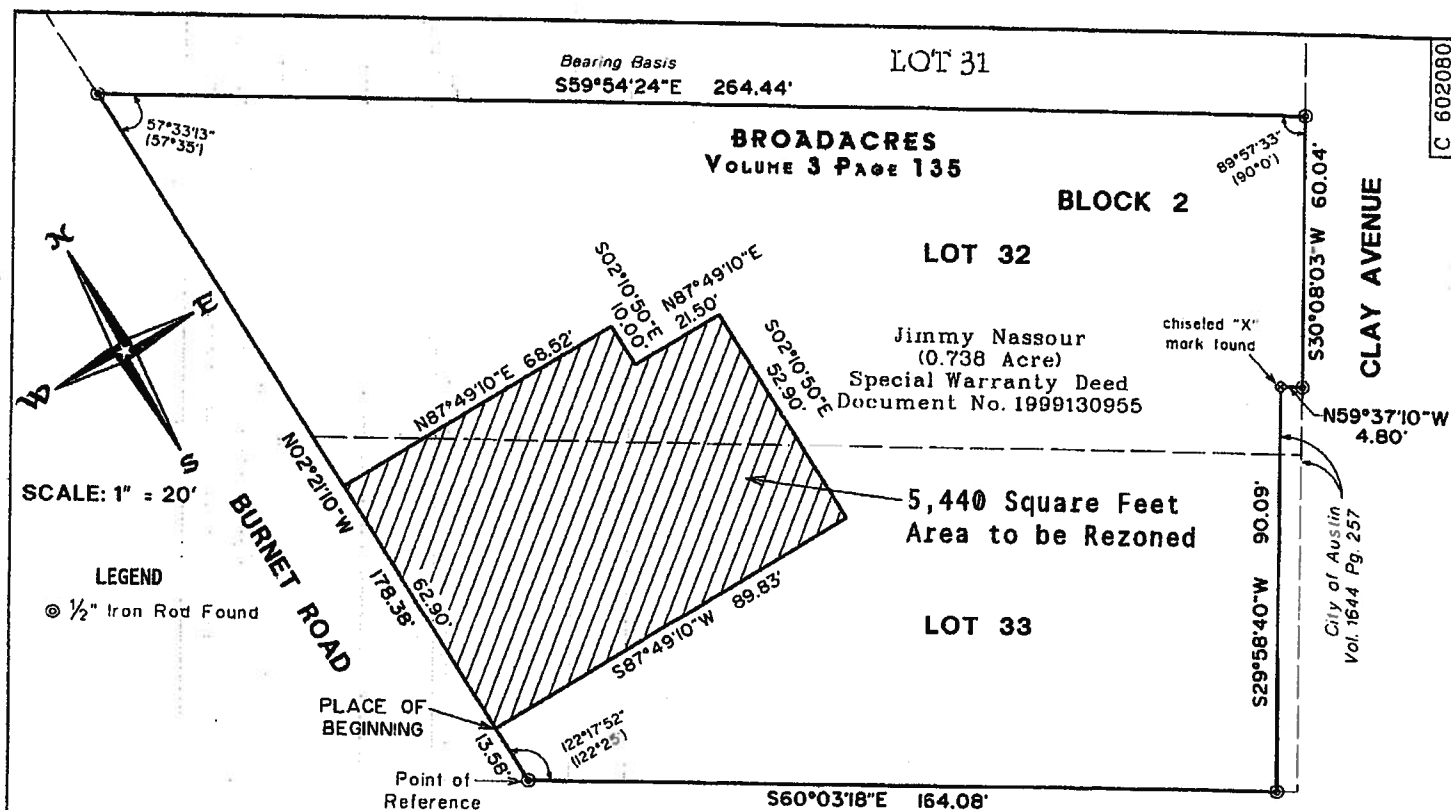 LOT 31
Bearing Basis
S59°54'24"E 264.44'
C 602080
57°33'13"
(57°35')
BROADACRES
VOLUME 3 PAGE 135
89°57'33"
(90°0')
S30°08'03"W 60.04'
CLAY AVENUE
BLOCK 2
LOT 32
N
E
W
S
S02°10'50"E
10.00'
N87°49'10"E
21.50'
N87°49'10"E 68.52'
S02°10'50"E
52.90'
Jimmy Nassour
(0.738 Acre)
Special Warranty Deed
Document No. 1999130955
chiseled "X"
mark found
N59°37'10"W
4.80'
SCALE: 1" = 20'
N02°21'10"W 178.38'
62.90'
BURNET ROAD
5,440 Square Feet
Area to be Rezoned
City of Austin
Vol. 1644 Pg. 257
S29°58'40"W 90.09'
LEGEND
1/2" Iron Rod Found
S87°49'10"W 89.83'
LOT 33
PLACE OF
BEGINNING
13.58'
122°17'52"
(122°25')
Point of
Reference
S60°03'18"E 164.08'